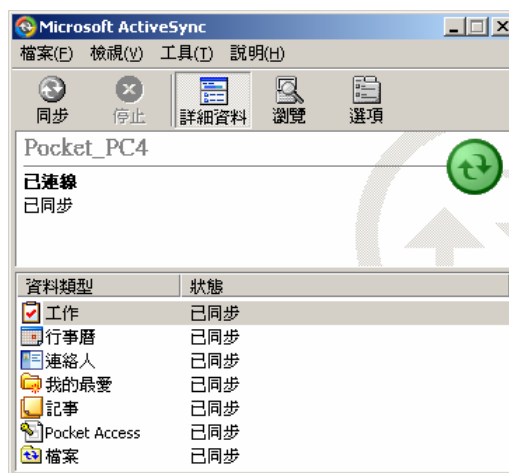 Microsoft ActiveSync
檔案(F) 檢視(V) 工具(T) 說明(H)
同步 停止 詳細資料 瀏覽 選項
Pocket_PC4
已連線
已同步
資料類型 狀態
工作 已同步
行事曆 已同步
連絡人 已同步
我的最愛 已同步
記事 已同步
Pocket Access 已同步
檔案 已同步